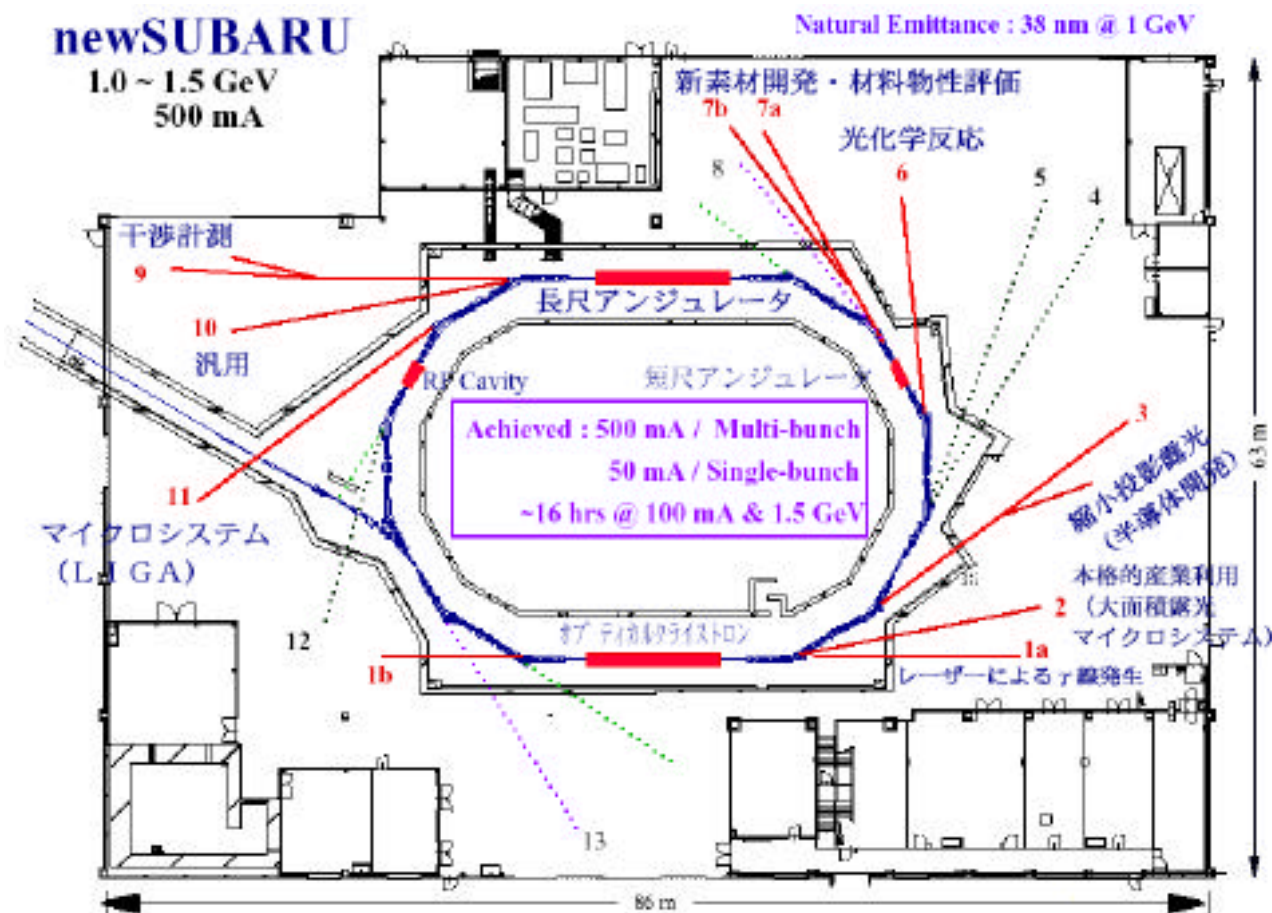 newSUBARU
1.0 ~ 1.5 GeV
500 mA
Natural Emittance : 38 nm @ 1 GeV
新素材開発・材料物性評価
7b
7a
光化学反応
8
6
5
4
干渉計測
9
長尺アンジュレータ
10
汎用
RF Cavity
短尺アンジュレータ
Achieved : 500 mA / Multi-bunch
50 mA / Single-bunch
~16 hrs @ 100 mA & 1.5 GeV
3
縮小投影露光
(半導体開発)
63 m
11
マイクロシステム
(LIGA)
本格的産業利用
2
(大面積露光
マイクロシステム)
12
オプティカルクライストロン
1b
1a
レーザーによるγ線発生
13
86 m